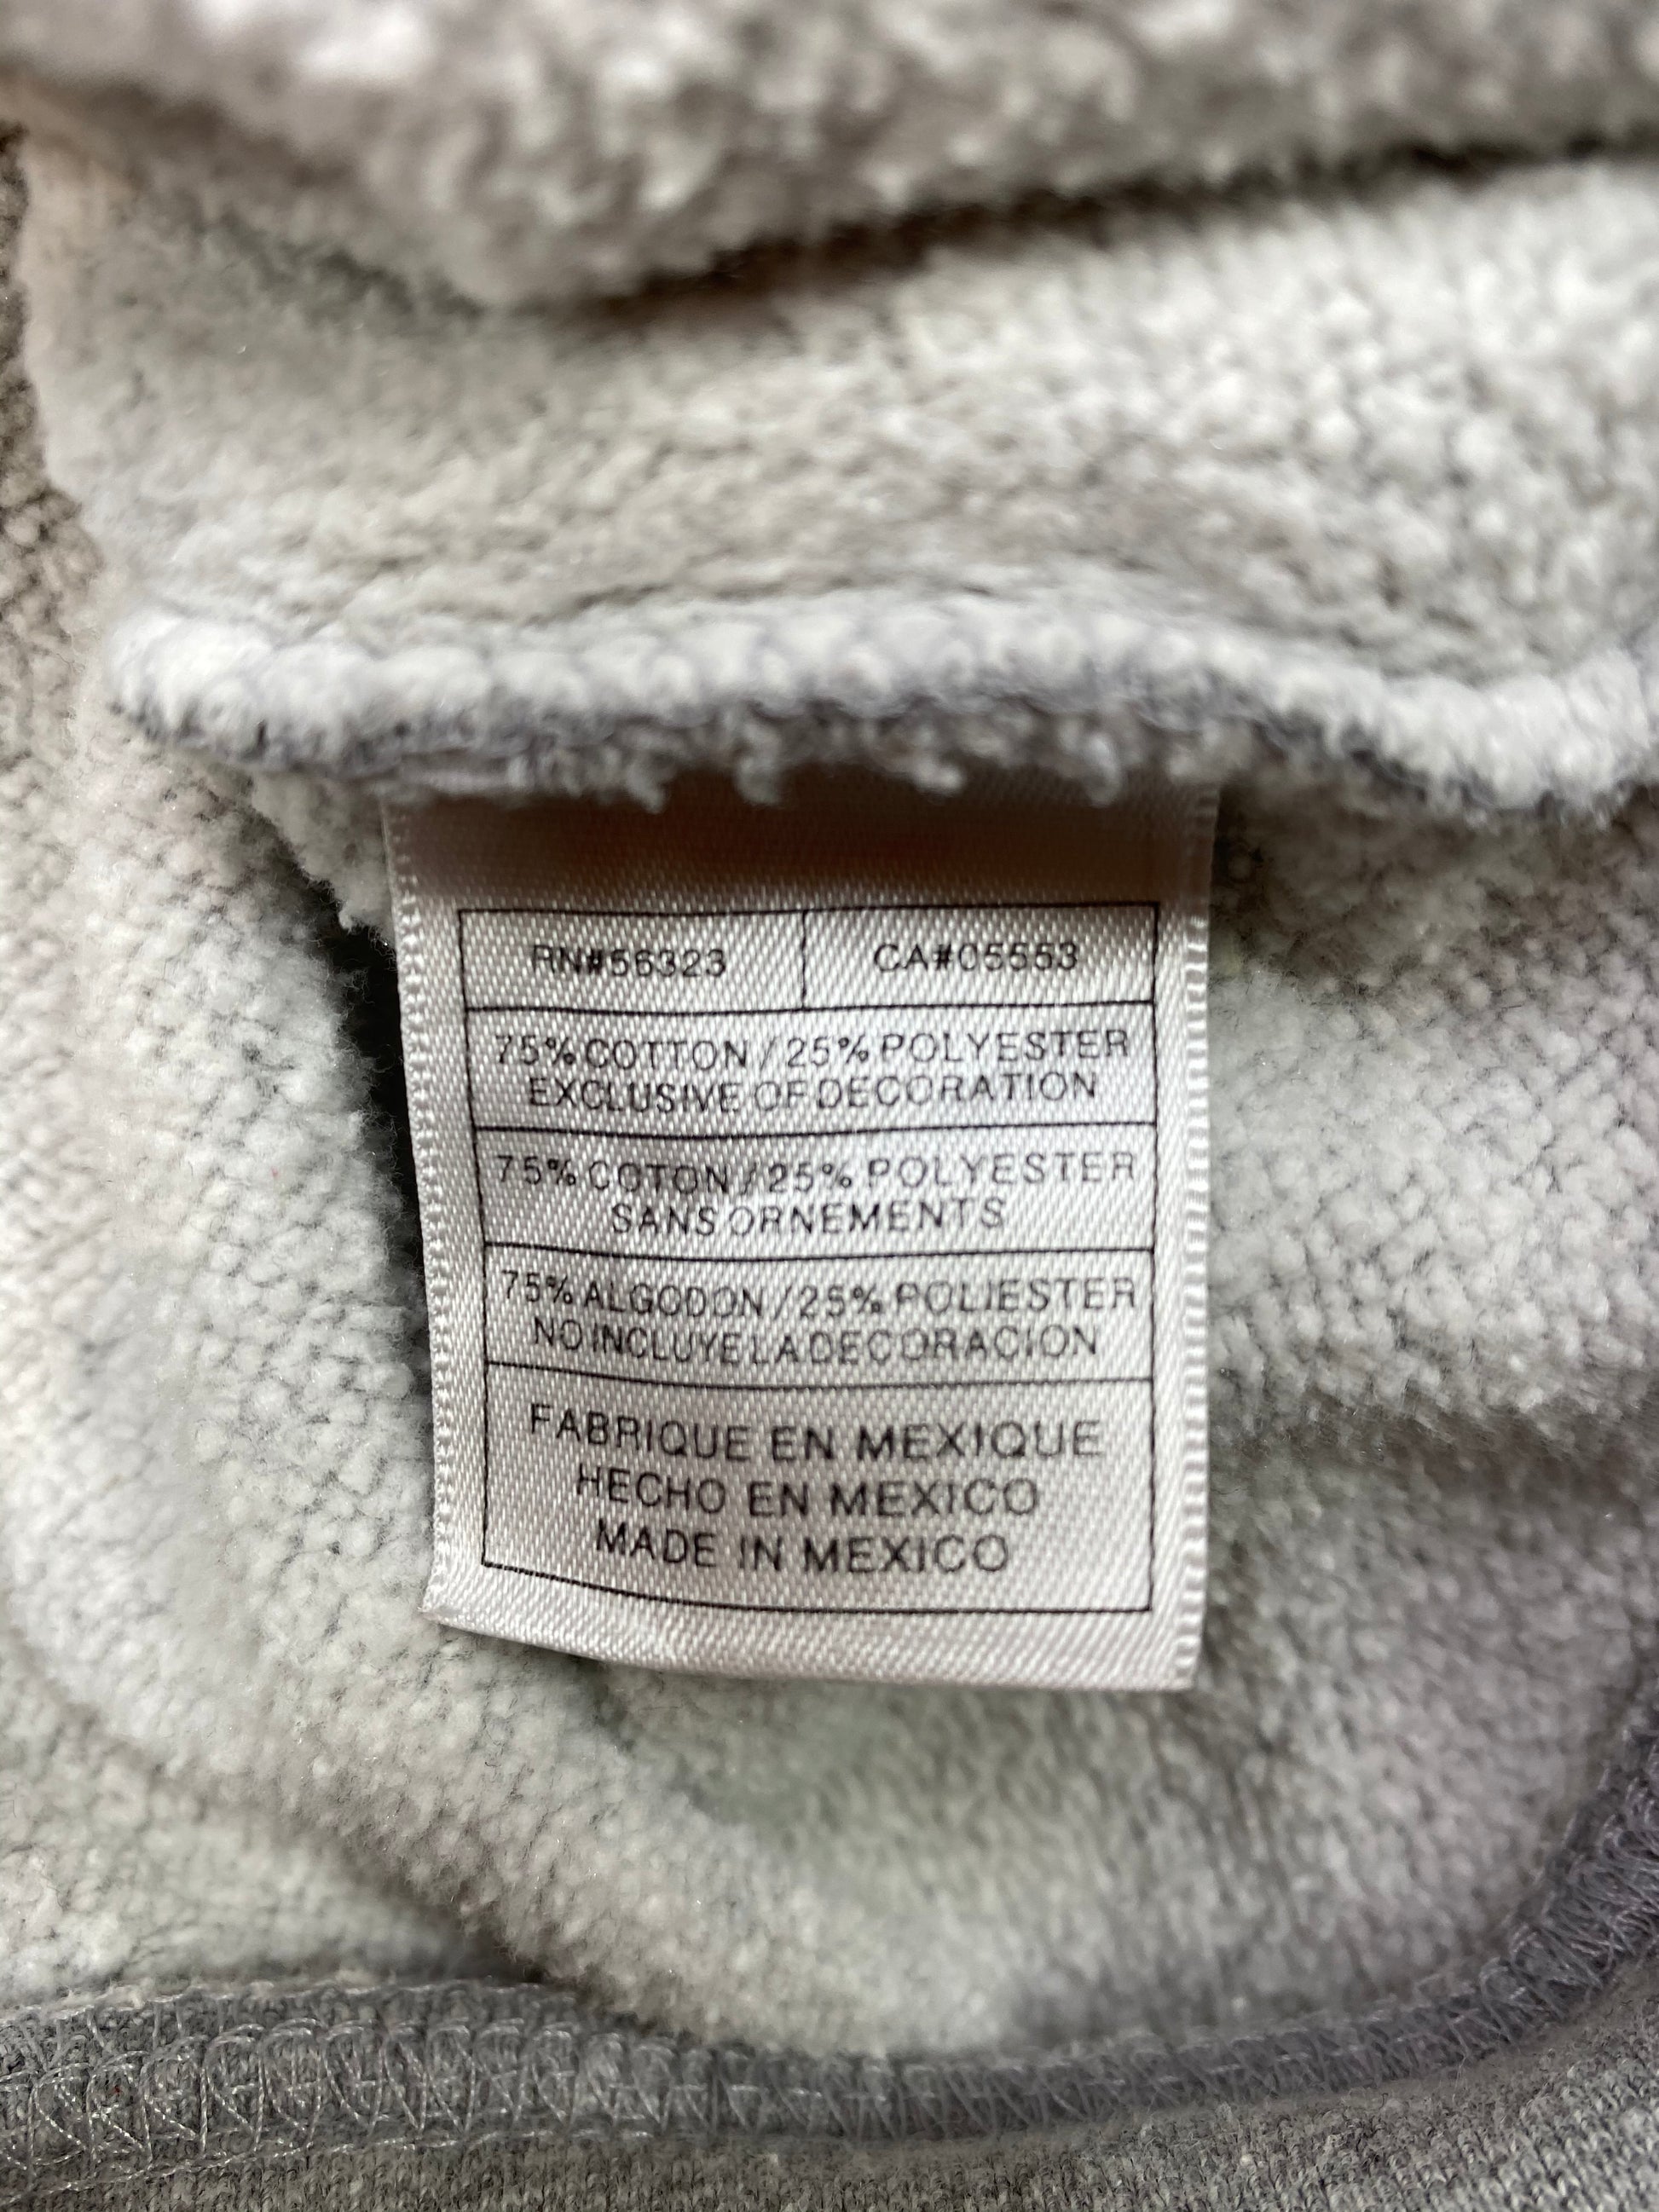 RN#56323 CA#05553
75% COTTON / 25% POLYESTER
EXCLUSIVE OF DECORATION
75% COTON / 25% POLYESTER
SANS ORNEMENTS
75% ALGODON / 25% POLIESTER
NO INCLUYE LA DECORACION
FABRIQUE EN MEXIQUE
HECHO EN MEXICO
MADE IN MEXICO